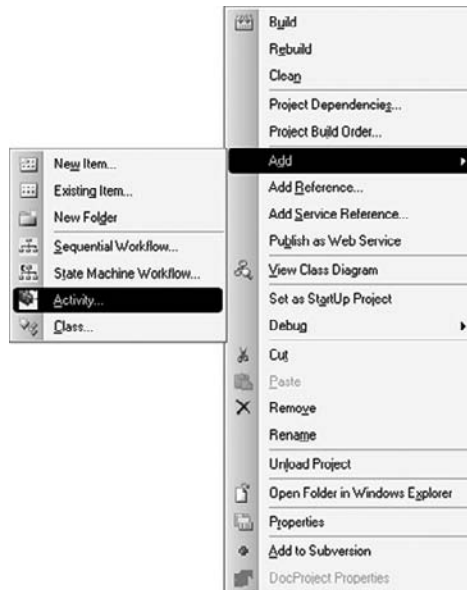 Build
Rebuild
Clean
Project Dependencies...
Project Build Order...
Add
Add Reference...
Add Service Reference...
Publish as Web Service
View Class Diagram
Set as StartUp Project
Debug
Cut
Paste
Remove
Rename
Unload Project
Open Folder in Windows Explorer
Properties
Add to Subversion
DocProject Properties
New Item...
Existing Item...
New Folder
Sequential Workflow...
State Machine Workflow...
Activity...
Class...